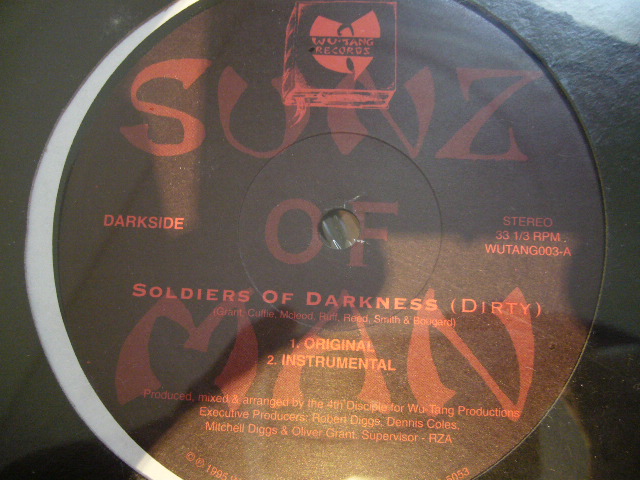 WU-TANG
RECORDS
SUNZ
OF
MAN
DARKSIDE
STEREO
33 1/3 RPM .
WUTANG003-A
SOLDIERS OF DARKNESS (DIRTY)
(Grant, Cuffie, Mcleod, Ruff, Reed, Smith & Bougard)
1. ORIGINAL
2. INSTRUMENTAL
Produced, mixed & arranged by the 4th Disciple for Wu-Tang Productions
Executive Producers: Robert Diggs, Dennis Coles,
Mitchell Diggs & Oliver Grant. Supervisor - RZA
© ℗ 1995